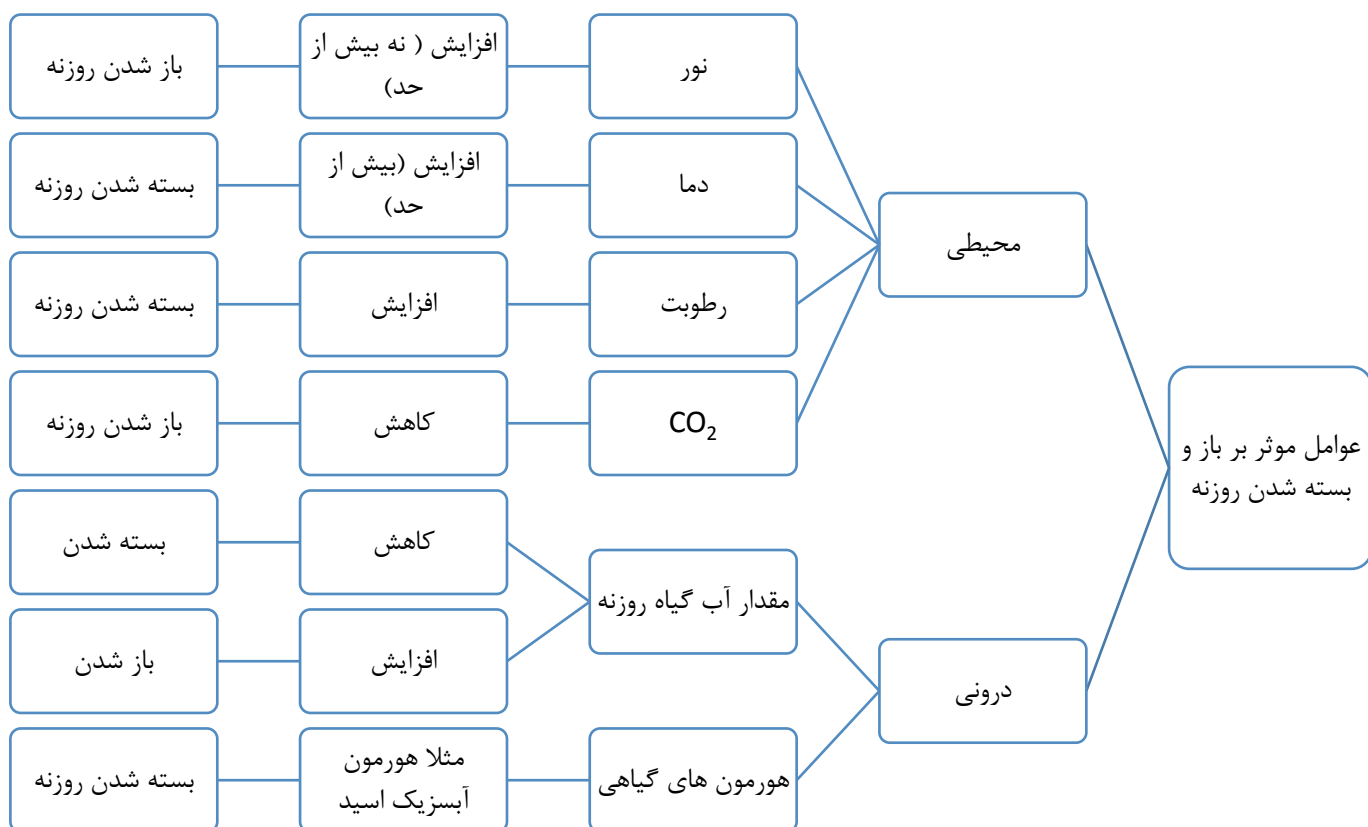 عوامل موثر بر باز و
بسته شدن روزنه
محیطی
نور
افزایش ( نه بیش از
حد)
باز شدن روزنه
دما
افزایش (بیش از
حد)
بسته شدن روزنه
رطوبت
افزایش
بسته شدن روزنه
CO₂
کاهش
باز شدن روزنه
درونی
مقدار آب گیاه روزنه
کاهش
بسته شدن
افزایش
باز شدن
هورمون های گیاهی
مثلا هورمون
آبسزیک اسید
بسته شدن روزنه